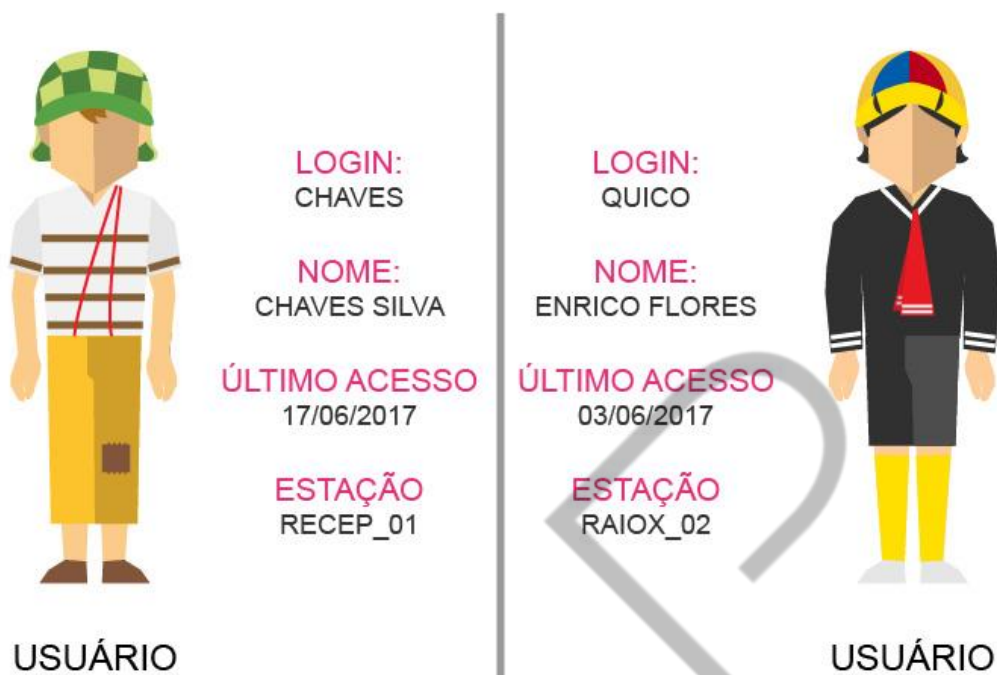 LOGIN:
CHAVES
NOME:
CHAVES SILVA
ÚLTIMO ACESSO
17/06/2017
ESTAÇÃO
RECEP_01
USUÁRIO
LOGIN:
QUICO
NOME:
ENRICO FLORES
ÚLTIMO ACESSO
03/06/2017
ESTAÇÃO
RAIOX_02
USUÁRIO